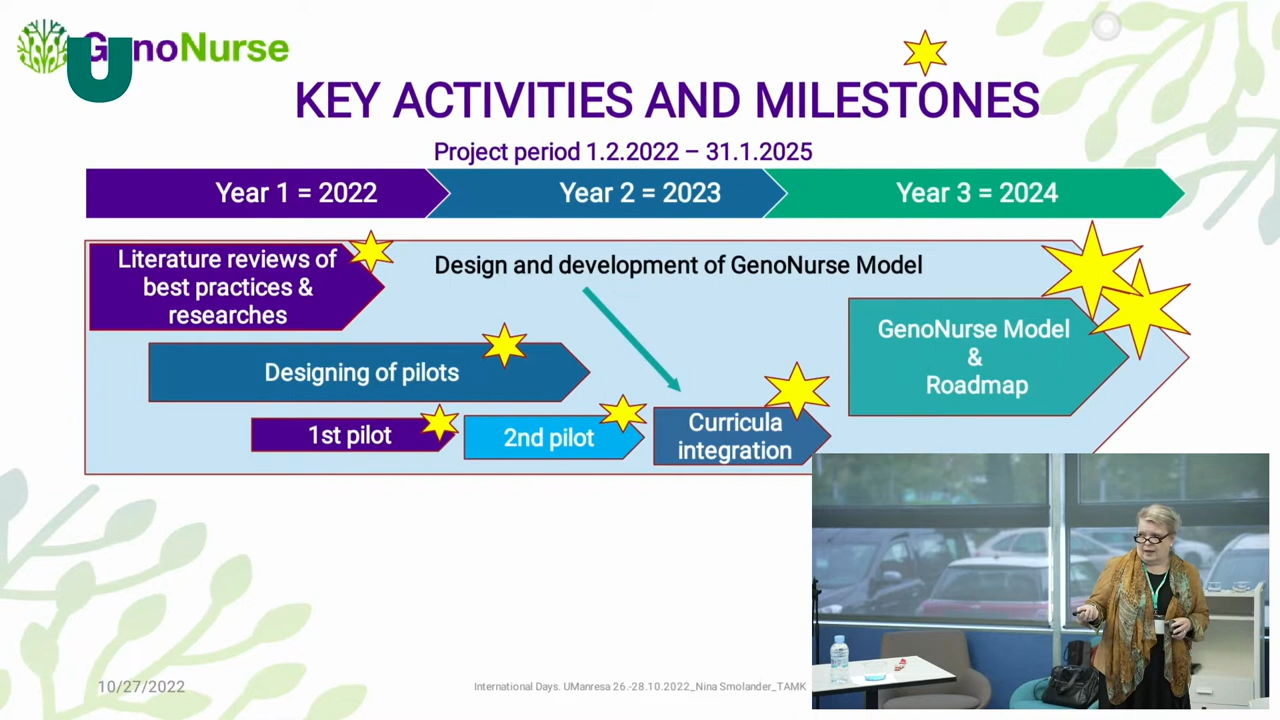 GenoNurse
U
KEY ACTIVITIES AND MILESTONES
Project period 1.2.2022 – 31.1.2025
Year 1 = 2022
Year 2 = 2023
Year 3 = 2024
Literature reviews of
best practices &
researches
Design and development of GenoNurse Model
GenoNurse Model
&
Roadmap
Designing of pilots
1st pilot
2nd pilot
Curricula
integration
10/27/2022
International Days. UManresa 26.-28.10.2022_Nina Smolander_TAMK